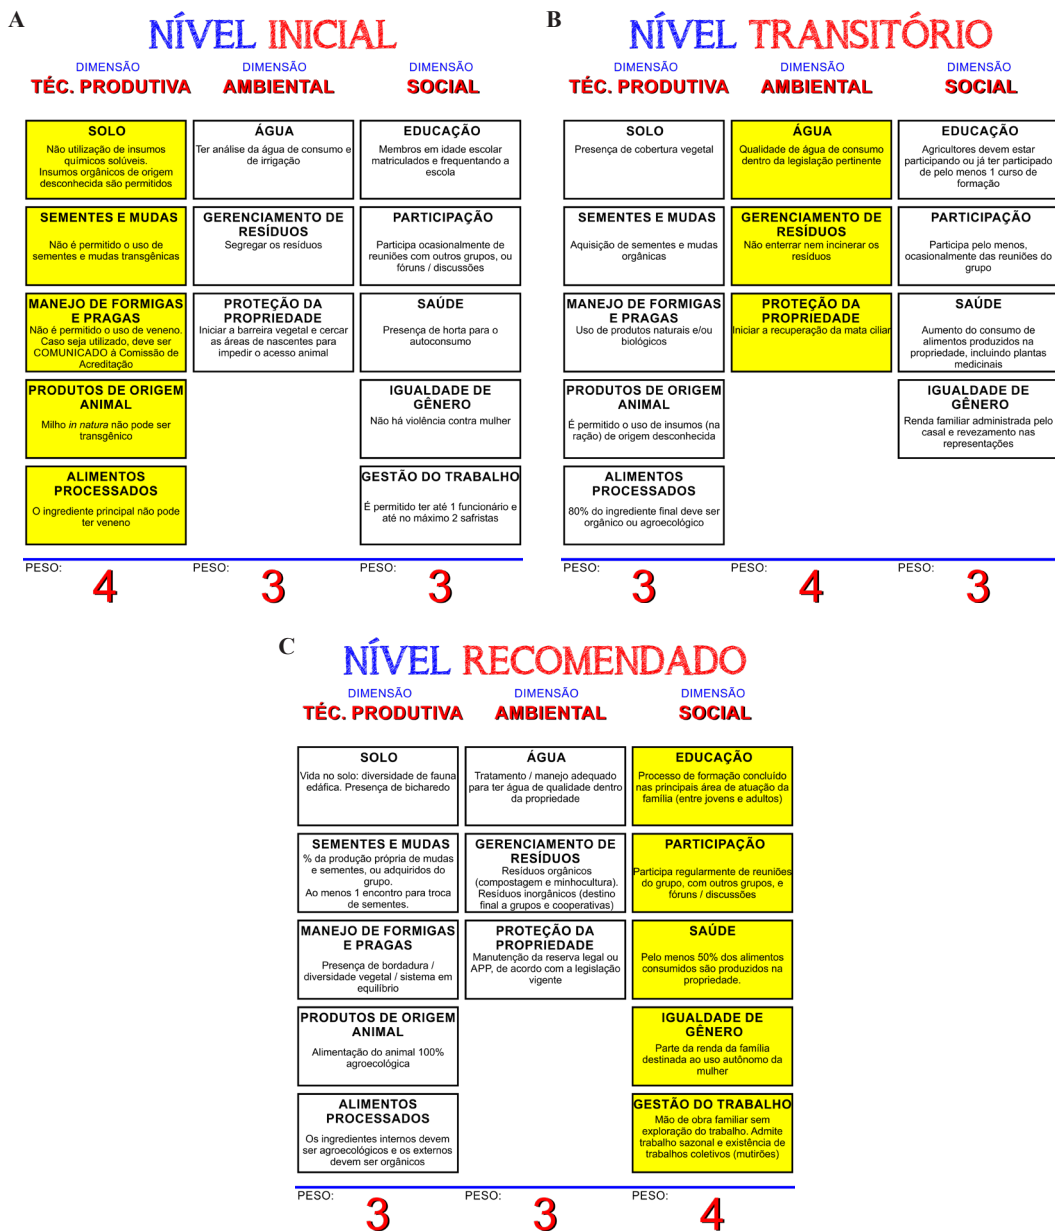 A
NÍVEL INICIAL
DIMENSÃO
TÉC. PRODUTIVA
DIMENSÃO
AMBIENTAL
DIMENSÃO
SOCIAL
SOLO
Não utilização de insumos
químicos solúveis.
Insumos orgânicos de origem
desconhecida são permitidos
ÁGUA
Ter análise da água de consumo e
de irrigação
EDUCAÇÃO
Membros em idade escolar
matriculados e frequentando a
escola
SEMENTES E MUDAS
Não é permitido o uso de
sementes e mudas transgênicas
GERENCIAMENTO DE
RESÍDUOS
Segregar os resíduos
PARTICIPAÇÃO
Participa ocasionalmente de
reuniões com outros grupos, ou
fóruns / discussões
MANEJO DE FORMIGAS
E PRAGAS
Não é permitido o uso de veneno.
Caso seja utilizado, deve ser
COMUNICADO à Comissão de
Acreditação
PROTEÇÃO DA
PROPRIEDADE
Iniciar a barreira vegetal e cercar
as áreas de nascentes para
impedir o acesso animal
SAÚDE
Presença de horta para o
autoconsumo
PRODUTOS DE ORIGEM
ANIMAL
Milho in natura não pode ser
transgênico
IGUALDADE DE
GÊNERO
Não há violência contra mulher
ALIMENTOS
PROCESSADOS
O ingrediente principal não pode
ter veneno
GESTÃO DO TRABALHO
É permitido ter até 1 funcionário e
até no máximo 2 safristas
PESO:
4
PESO:
3
PESO:
3
B
NÍVEL TRANSITÓRIO
DIMENSÃO
TÉC. PRODUTIVA
DIMENSÃO
AMBIENTAL
DIMENSÃO
SOCIAL
SOLO
Presença de cobertura vegetal
ÁGUA
Qualidade de água de consumo
dentro da legislação pertinente
EDUCAÇÃO
Agricultores devem estar
participando ou já ter participado
de pelo menos 1 curso de
formação
SEMENTES E MUDAS
Aquisição de sementes e mudas
orgânicas
GERENCIAMENTO DE
RESÍDUOS
Não enterrar nem incinerar os
resíduos
PARTICIPAÇÃO
Participa pelo menos,
ocasionalmente das reuniões do
grupo
MANEJO DE FORMIGAS
E PRAGAS
Uso de produtos naturais e/ou
biológicos
PROTEÇÃO DA
PROPRIEDADE
Iniciar a recuperação da mata ciliar
SAÚDE
Aumento do consumo de
alimentos produzidos na
propriedade, incluindo plantas
medicinais
PRODUTOS DE ORIGEM
ANIMAL
É permitido o uso de insumos (na
ração) de origem desconhecida
IGUALDADE DE
GÊNERO
Renda familiar administrada pelo
casal e revezamento nas
representações
ALIMENTOS
PROCESSADOS
80% do ingrediente final deve ser
orgânico ou agroecológico
PESO:
3
PESO:
4
PESO:
3
C
NÍVEL RECOMENDADO
DIMENSÃO
TÉC. PRODUTIVA
DIMENSÃO
AMBIENTAL
DIMENSÃO
SOCIAL
SOLO
Vida no solo: diversidade de fauna
edáfica. Presença de bicharedo
ÁGUA
Tratamento / manejo adequado
para ter água de qualidade dentro
da propriedade
EDUCAÇÃO
Processo de formação concluído
nas principais área de atuação da
família (entre jovens e adultos)
SEMENTES E MUDAS
% da produção própria de mudas
e sementes, ou adquiridos do
grupo.
Ao menos 1 encontro para troca
de sementes.
GERENCIAMENTO DE
RESÍDUOS
Resíduos orgânicos
(compostagem e minhocultura).
Resíduos inorgânicos (destino
final a grupos e cooperativas)
PARTICIPAÇÃO
Participa regularmente de reuniões
do grupo, com outros grupos, e
fóruns / discussões
MANEJO DE FORMIGAS
E PRAGAS
Presença de bordadura /
diversidade vegetal / sistema em
equilíbrio
PROTEÇÃO DA
PROPRIEDADE
Manutenção da reserva legal ou
APP, de acordo com a legislação
vigente
SAÚDE
Pelo menos 50% dos alimentos
consumidos são produzidos na
propriedade.
PRODUTOS DE ORIGEM
ANIMAL
Alimentação do animal 100%
agroecológica
IGUALDADE DE
GÊNERO
Parte da renda da família
destinada ao uso autônomo da
mulher
ALIMENTOS
PROCESSADOS
Os ingredientes internos devem
ser agroecológicos e os externos
devem ser orgânicos
GESTÃO DO TRABALHO
Mão de obra familiar sem
exploração do trabalho. Admite
trabalho sazonal e existência de
trabalhos coletivos (mutirões)
PESO:
3
PESO:
3
PESO:
4